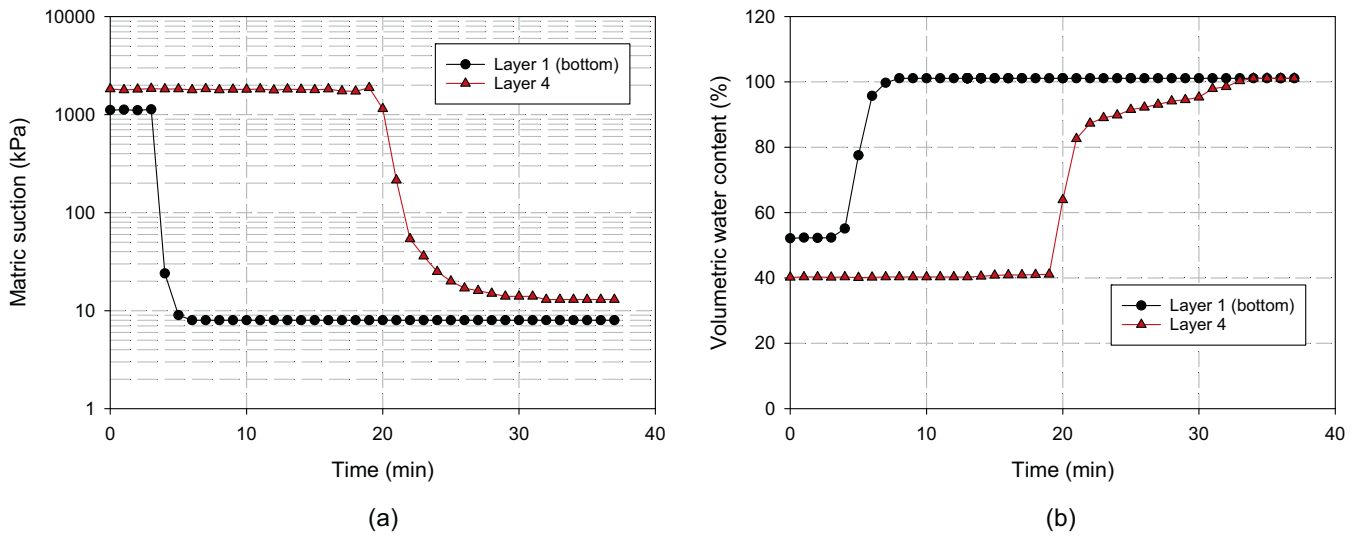 Matric suction (kPa)
10000
1000
100
10
1
0
10
20
30
40
Time (min)
Layer 1 (bottom)
Layer 4
(a)
Volumetric water content (%)
120
100
80
60
40
20
0
0
10
20
30
40
Time (min)
Layer 1 (bottom)
Layer 4
(b)